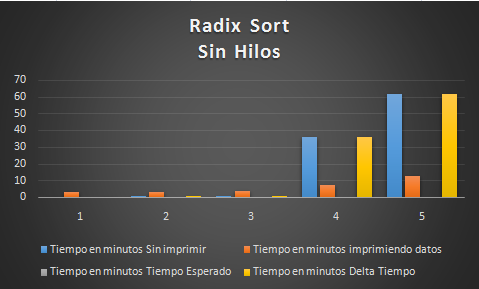 Radix Sort
Sin Hilos
70
60
50
40
30
20
10
0
1 2 3 4 5
Tiempo en minutos Sin imprimir Tiempo en minutos imprimiendo datos
Tiempo en minutos Tiempo Esperado Tiempo en minutos Delta Tiempo